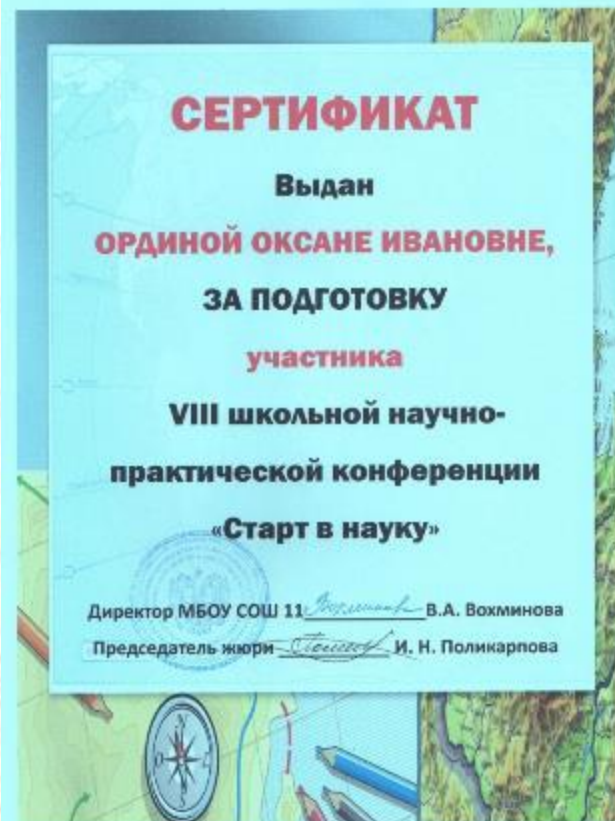 СЕРТИФИКАТ
Выдан
ОРДИНОЙ ОКСАНЕ ИВАНОВНЕ,
ЗА ПОДГОТОВКУ
участника
VIII школьной научно-
практической конференции
«Старт в науку»
Директор МБОУ СОШ 11 В.А. Вохминова
Председатель жюри И. Н. Поликарпова